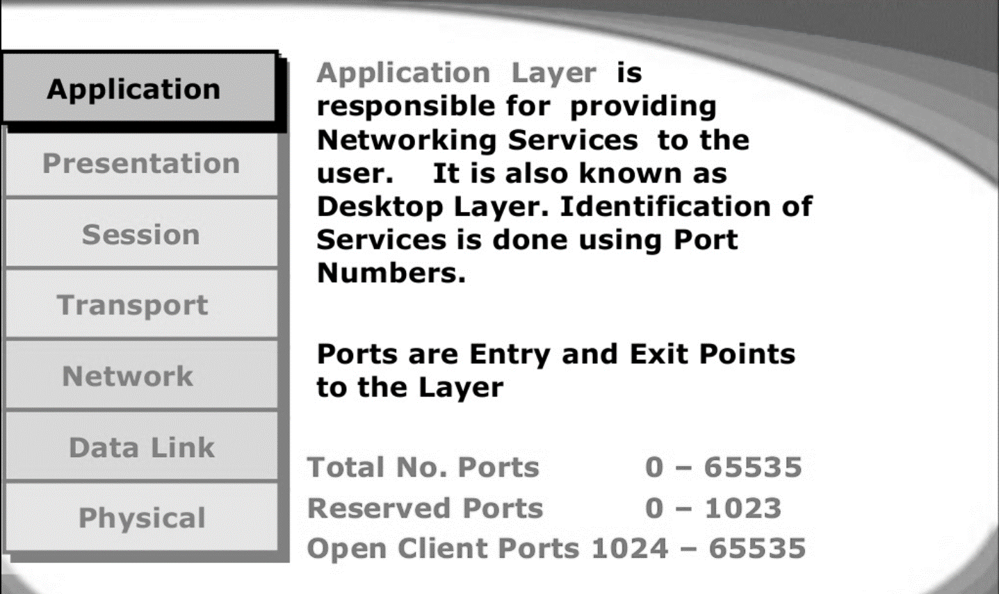 Application
Presentation
Session
Transport
Network
Data Link
Physical
Application Layer is
responsible for providing
Networking Services to the
user. It is also known as
Desktop Layer. Identification of
Services is done using Port
Numbers.
Ports are Entry and Exit Points
to the Layer
Total No. Ports 0 – 65535
Reserved Ports 0 – 1023
Open Client Ports 1024 – 65535